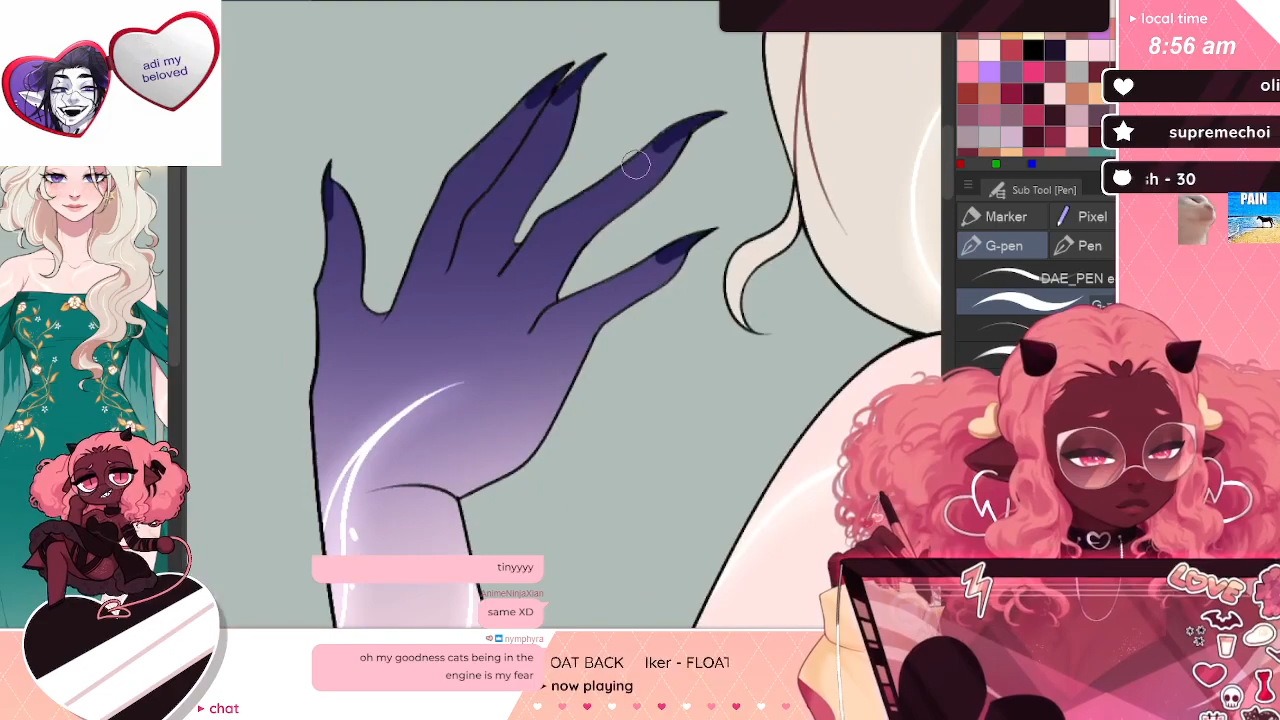 adi my
beloved
local time
8:56 am
oli
supremechoi
h - 30
PAIN
Sub Tool [Pen]
Marker
Pixel
G-pen
Pen
DAE_PEN e
G-
tinyyyy
AnimeNinjaXian
same XD
nymphyra
oh my goodness cats being in the
engine is my fear
OAT BACK Iker - FLOAT
now playing
chat
LOVE